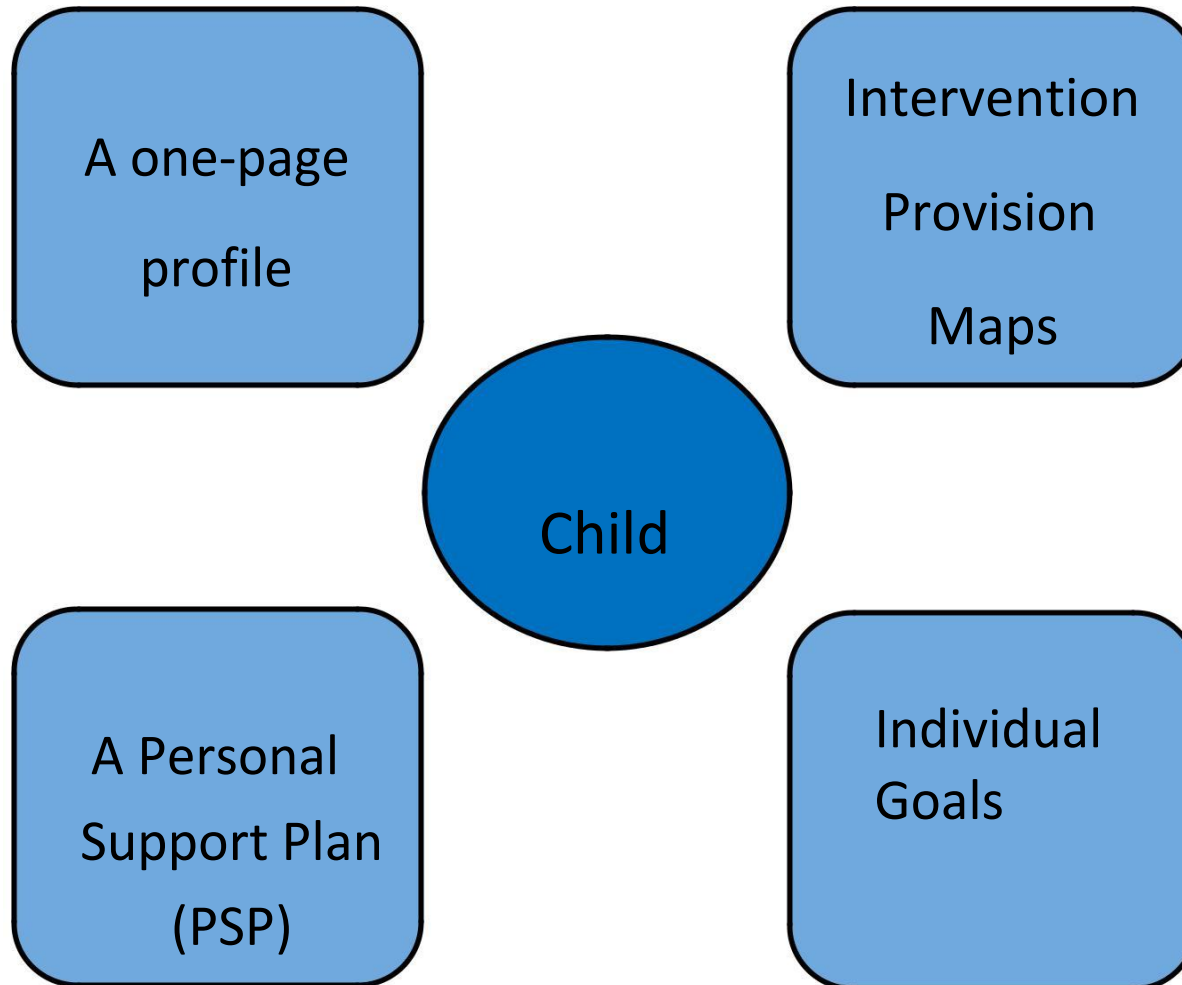 A one-page
profile
Intervention
Provision
Maps
Child
A Personal
Support Plan
(PSP)
Individual
Goals